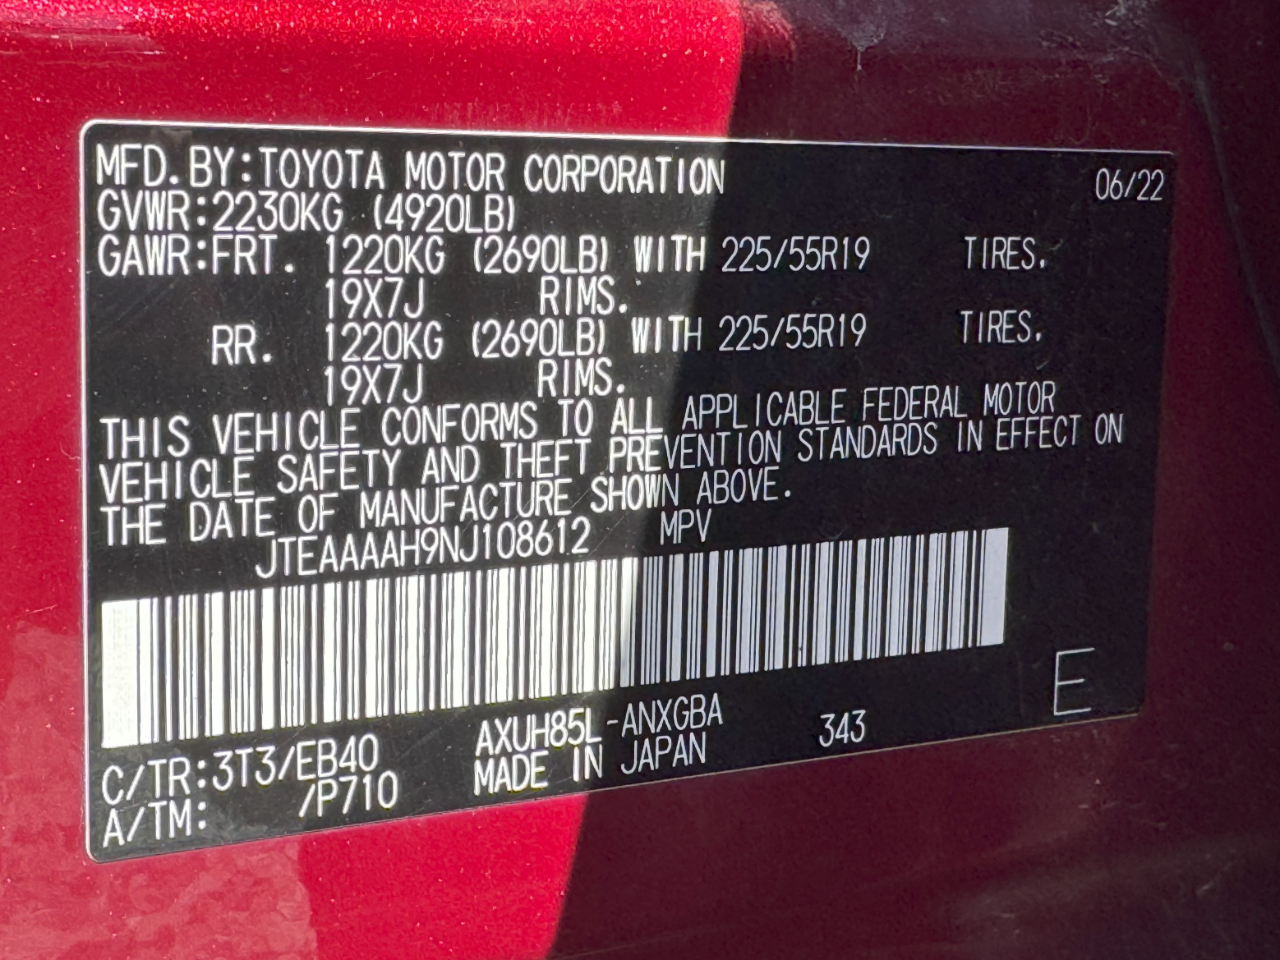 MFD. BY: TOYOTA MOTOR CORPORATION 06/22
GVWR: 2230KG (4920LB)
GAWR: FRT. 1220KG (2690LB) WITH 225/55R19 TIRES.
19X7J RIMS.
RR. 1220KG (2690LB) WITH 225/55R19 TIRES.
19X7J RIMS.
THIS VEHICLE CONFORMS TO ALL APPLICABLE FEDERAL MOTOR
VEHICLE SAFETY AND THEFT PREVENTION STANDARDS IN EFFECT ON
THE DATE OF MANUFACTURE SHOWN ABOVE.
JTEAAAAH9NJ108612 MPV
E
C/TR: 3T3/EB40 AXUH85L-ANXGBA 343
A/TM: /P710 MADE IN JAPAN